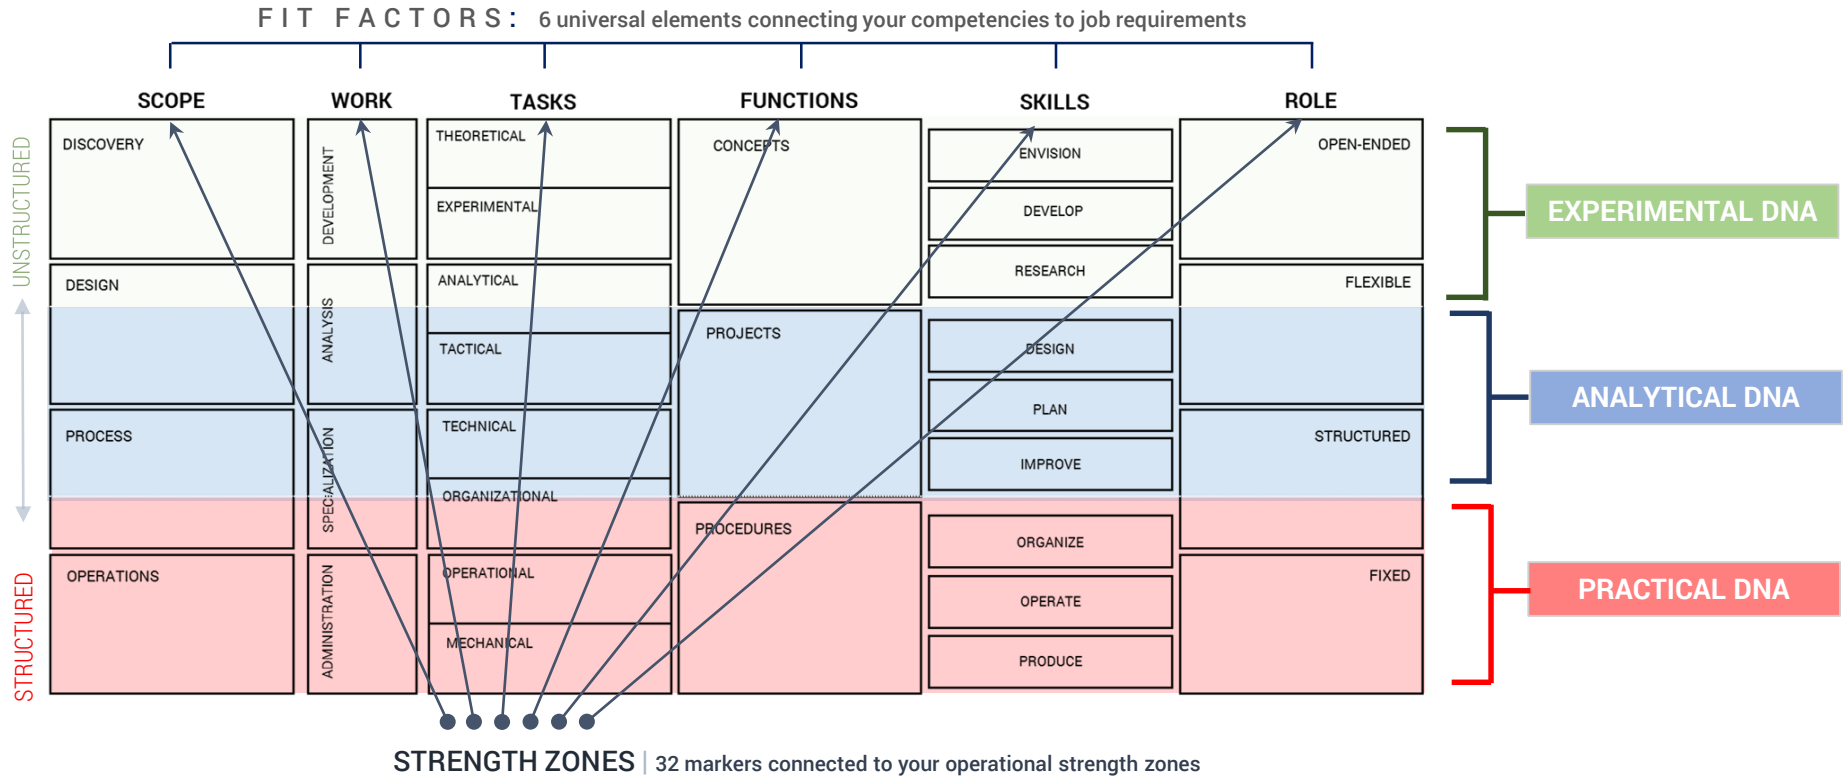 FIT FACTORS: 6 universal elements connecting your competencies to job requirements
SCOPE
WORK
TASKS
FUNCTIONS
SKILLS
ROLE
UNSTRUCTURED
STRUCTURED
DISCOVERY
DESIGN
PROCESS
OPERATIONS
DEVELOPMENT
ANALYSIS
SPECIALIZATION
ADMINISTRATION
THEORETICAL
EXPERIMENTAL
ANALYTICAL
TACTICAL
TECHNICAL
ORGANIZATIONAL
OPERATIONAL
MECHANICAL
CONCEPTS
PROJECTS
PROCEDURES
ENVISION
DEVELOP
RESEARCH
DESIGN
PLAN
IMPROVE
ORGANIZE
OPERATE
PRODUCE
OPEN-ENDED
FLEXIBLE
STRUCTURED
FIXED
EXPERIMENTAL DNA
ANALYTICAL DNA
PRACTICAL DNA
STRENGTH ZONES | 32 markers connected to your operational strength zones